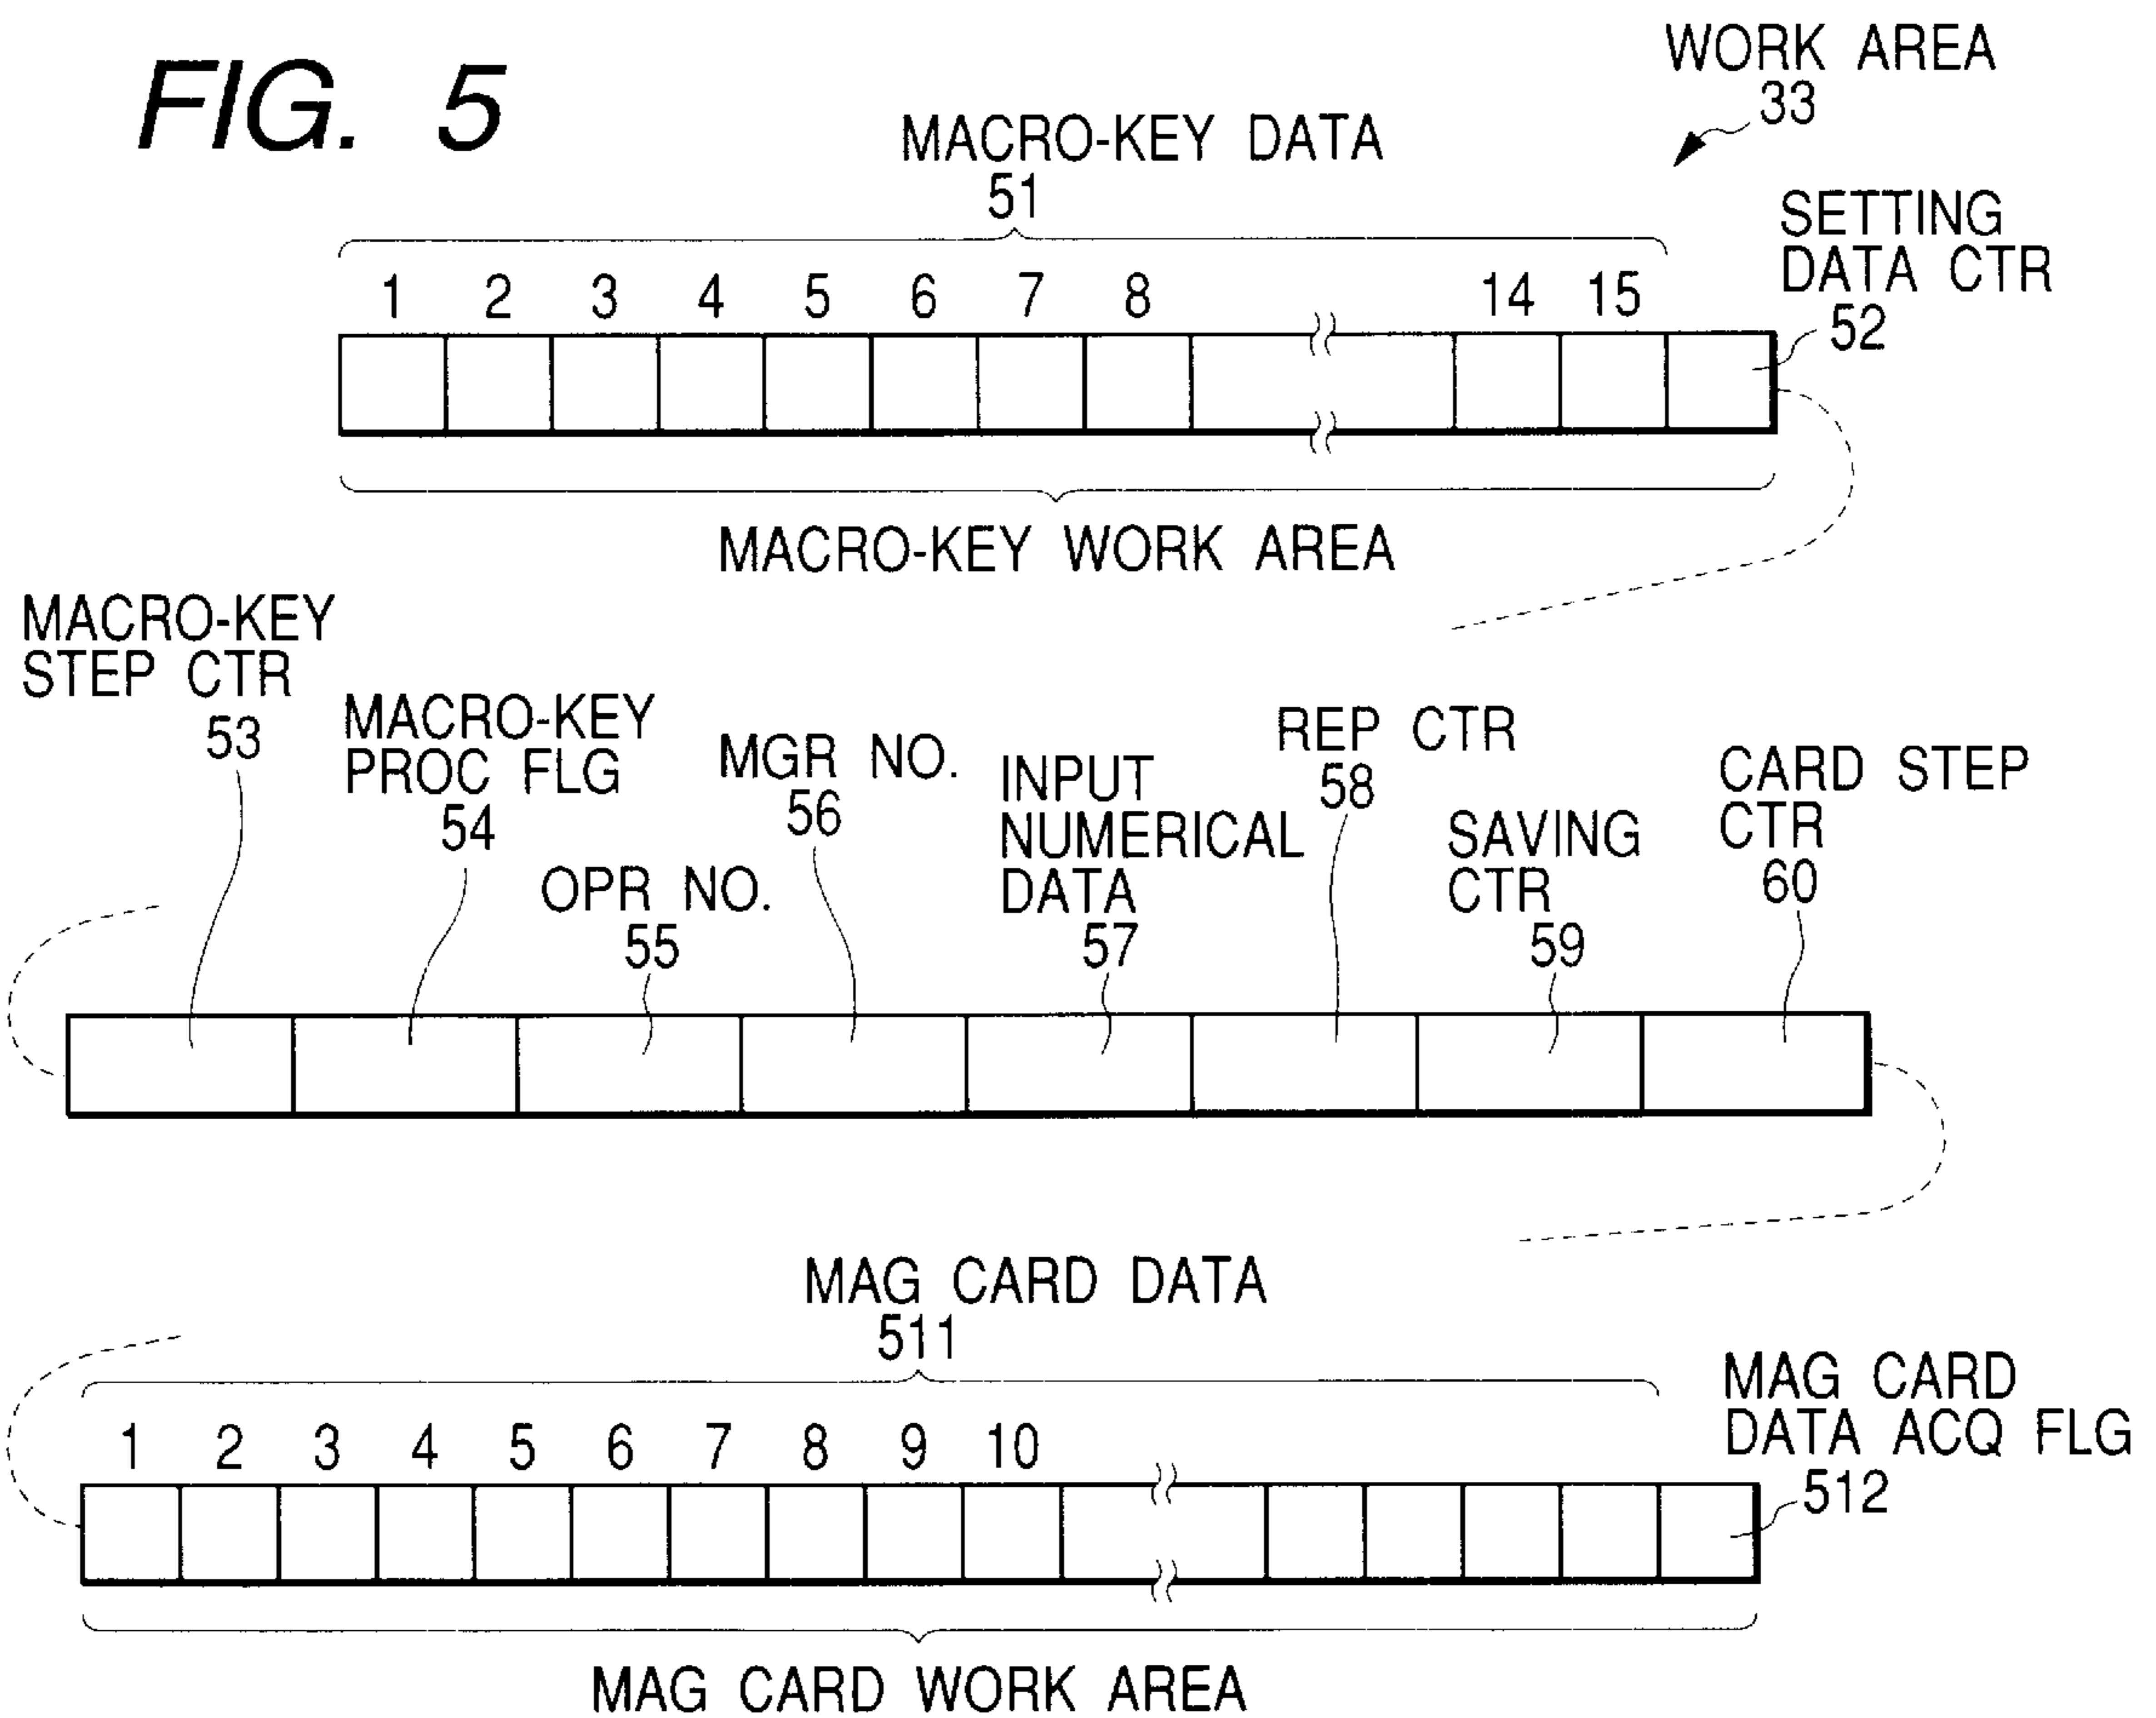 FIG. 5
WORK AREA
33
MACRO-KEY DATA
51
SETTING
DATA CTR
52
1 2 3 4 5 6 7 8 14 15
MACRO-KEY WORK AREA
MACRO-KEY
STEP CTR
53
MACRO-KEY
PROC FLG
54
OPR NO.
55
MGR NO.
56
INPUT
NUMERICAL
DATA
57
REP CTR
58
SAVING
CTR
59
CARD STEP
CTR
60
MAG CARD DATA
511
1 2 3 4 5 6 7 8 9 10
MAG CARD
DATA ACQ FLG
512
MAG CARD WORK AREA